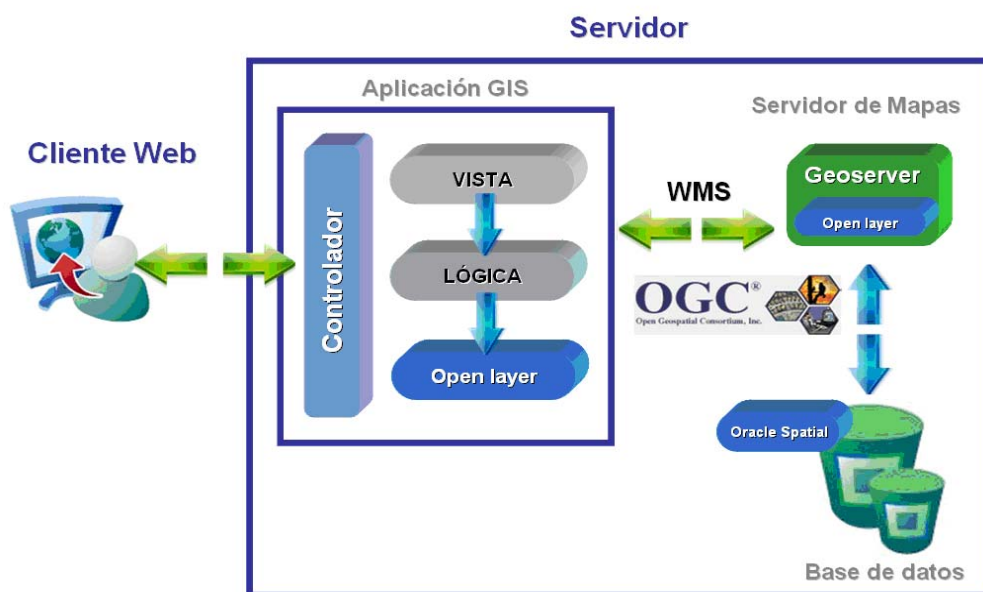 Servidor
Aplicación GIS
Servidor de Mapas
Cliente Web
Controlador
VISTA
LÓGICA
Open layer
WMS
Geoserver
Open layer
OGC®
Open Geospatial Consortium, Inc.
Oracle Spatial
Base de datos